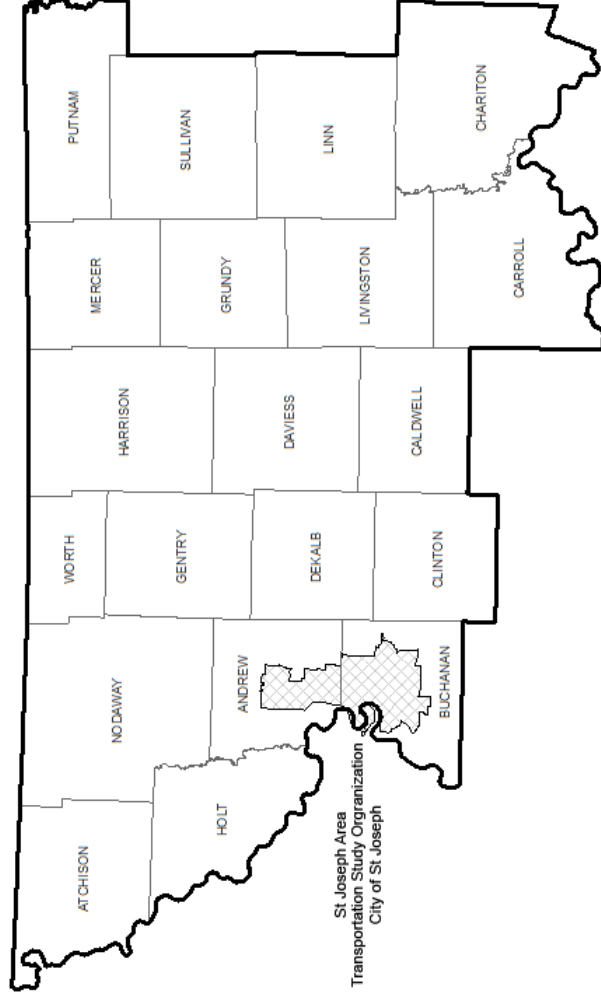 ATCHISON
NODAWAY
WORTH
HARRISON
MERCER
PUTNAM
HOLT
ANDREW
GENTRY
DAVIESS
GRUNDY
SULLIVAN
DEKALB
LIVINGSTON
LINN
BUCHANAN
CLINTON
CALDWELL
CARROLL
CHARITON
St Joseph Area
Transportation Study Orgranization
City of St Joseph